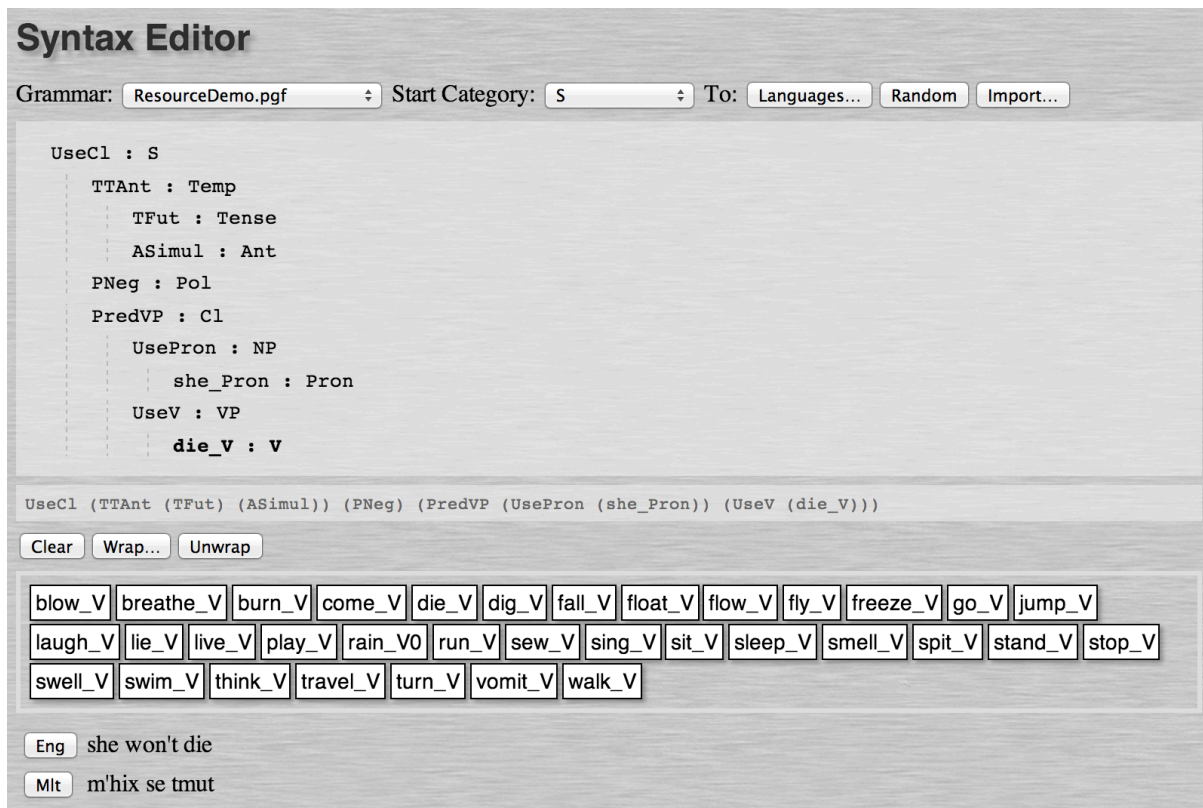 Syntax Editor
Grammar: ResourceDemo.pgf Start Category: S To: Languages... Random Import...
UseCl : S
TTAnt : Temp
TFut : Tense
ASimul : Ant
PNeg : Pol
PredVP : Cl
UsePron : NP
she_Pron : Pron
UseV : VP
die_V : V
UseCl (TTAnt (TFut) (ASimul)) (PNeg) (PredVP (UsePron (she_Pron)) (UseV (die_V)))
Clear Wrap... Unwrap
blow_V breathe_V burn_V come_V die_V dig_V fall_V float_V flow_V fly_V freeze_V go_V jump_V
laugh_V lie_V live_V play_V rain_V0 run_V sew_V sing_V sit_V sleep_V smell_V spit_V stand_V stop_V
swell_V swim_V think_V travel_V turn_V vomit_V walk_V
Eng she won't die
Mlt m'hix se tmut